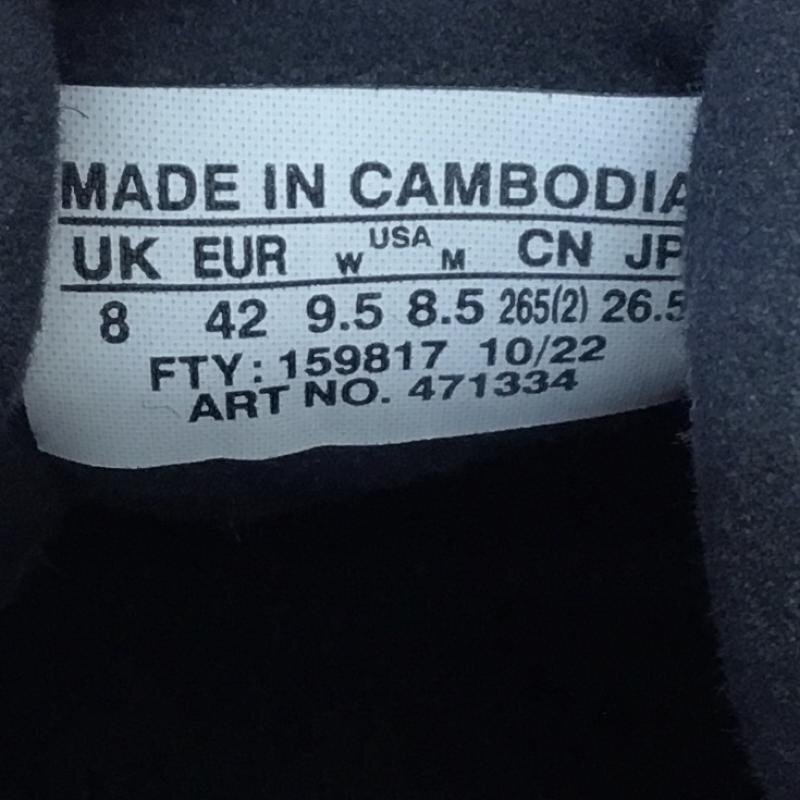 MADE IN CAMBODIA
UK EUR W USA M CN JP
8 42 9.5 8.5 265(2) 26.5
FTY: 159817 10/22
ART NO. 471334